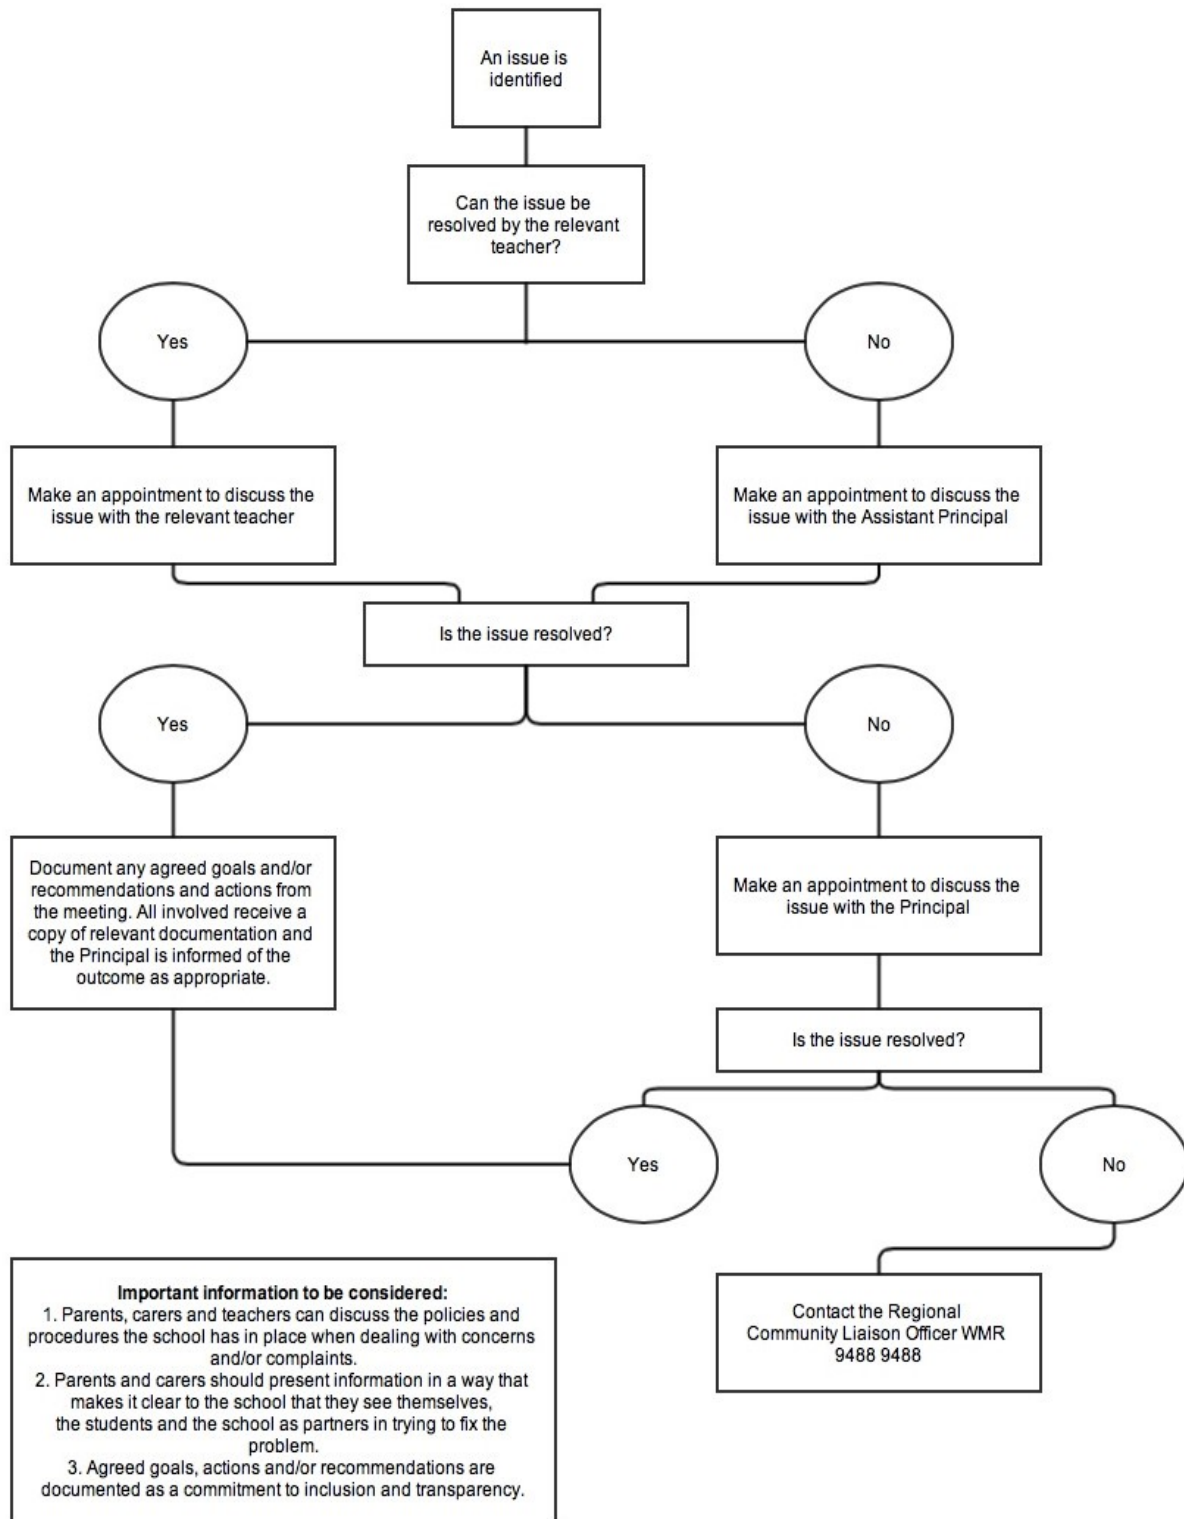 An issue is
identified
Can the issue be
resolved by the relevant
teacher?
Yes
No
Make an appointment to discuss the
issue with the relevant teacher
Make an appointment to discuss the
issue with the Assistant Principal
Is the issue resolved?
Yes
No
Document any agreed goals and/or
recommendations and actions from
the meeting. All involved receive a
copy of relevant documentation and
the Principal is informed of the
outcome as appropriate.
Make an appointment to discuss the
issue with the Principal
Is the issue resolved?
Yes
No
Important information to be considered:
1. Parents, carers and teachers can discuss the policies and
procedures the school has in place when dealing with concerns
and/or complaints.
2. Parents and carers should present information in a way that
makes it clear to the school that they see themselves,
the students and the school as partners in trying to fix the
problem.
3. Agreed goals, actions and/or recommendations are
documented as a commitment to inclusion and transparency.
Contact the Regional
Community Liaison Officer WMR
9488 9488